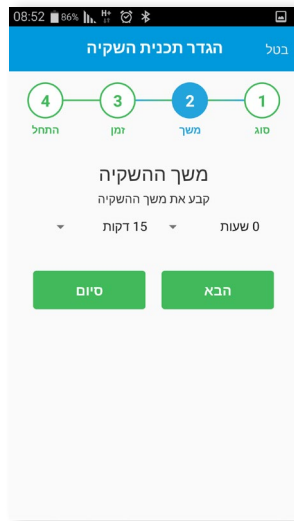 08:52 86% H+
הגדר תכנית השקיה בטל
1 2 3 4
סוג משך זמן התחל
משך ההשקיה
קבע את משך ההשקיה
0 שעות 15 דקות
הבא סיום